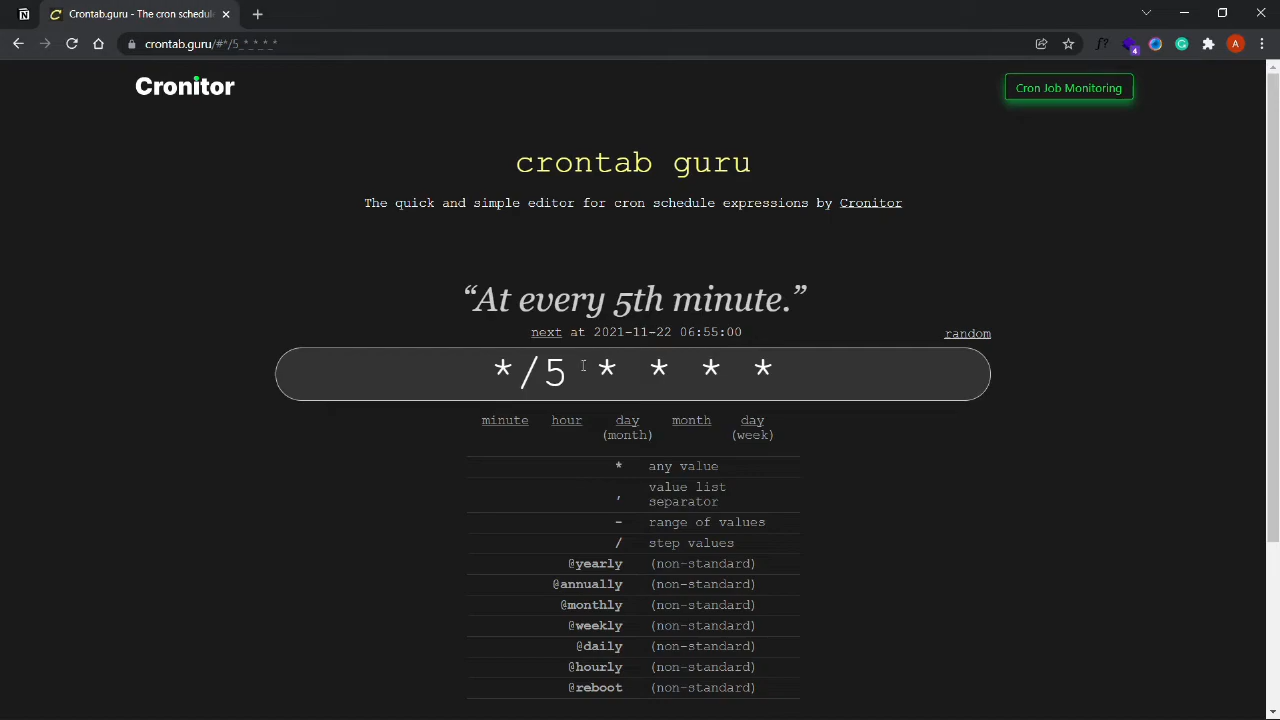 Crontab.guru - The cron schedul
crontab.guru/#*/5_*_*_*_*
4
A
Cronitor
Cron Job Monitoring
crontab guru
The quick and simple editor for cron schedule expressions by Cronitor
“At every 5th minute.”
next at 2021-11-22 06:55:00
random
*/5 * * * *
minute hour day month day
(month) (week)
* any value
, value list
separator
- range of values
/ step values
@yearly (non-standard)
@annually (non-standard)
@monthly (non-standard)
@weekly (non-standard)
@daily (non-standard)
@hourly (non-standard)
@reboot (non-standard)